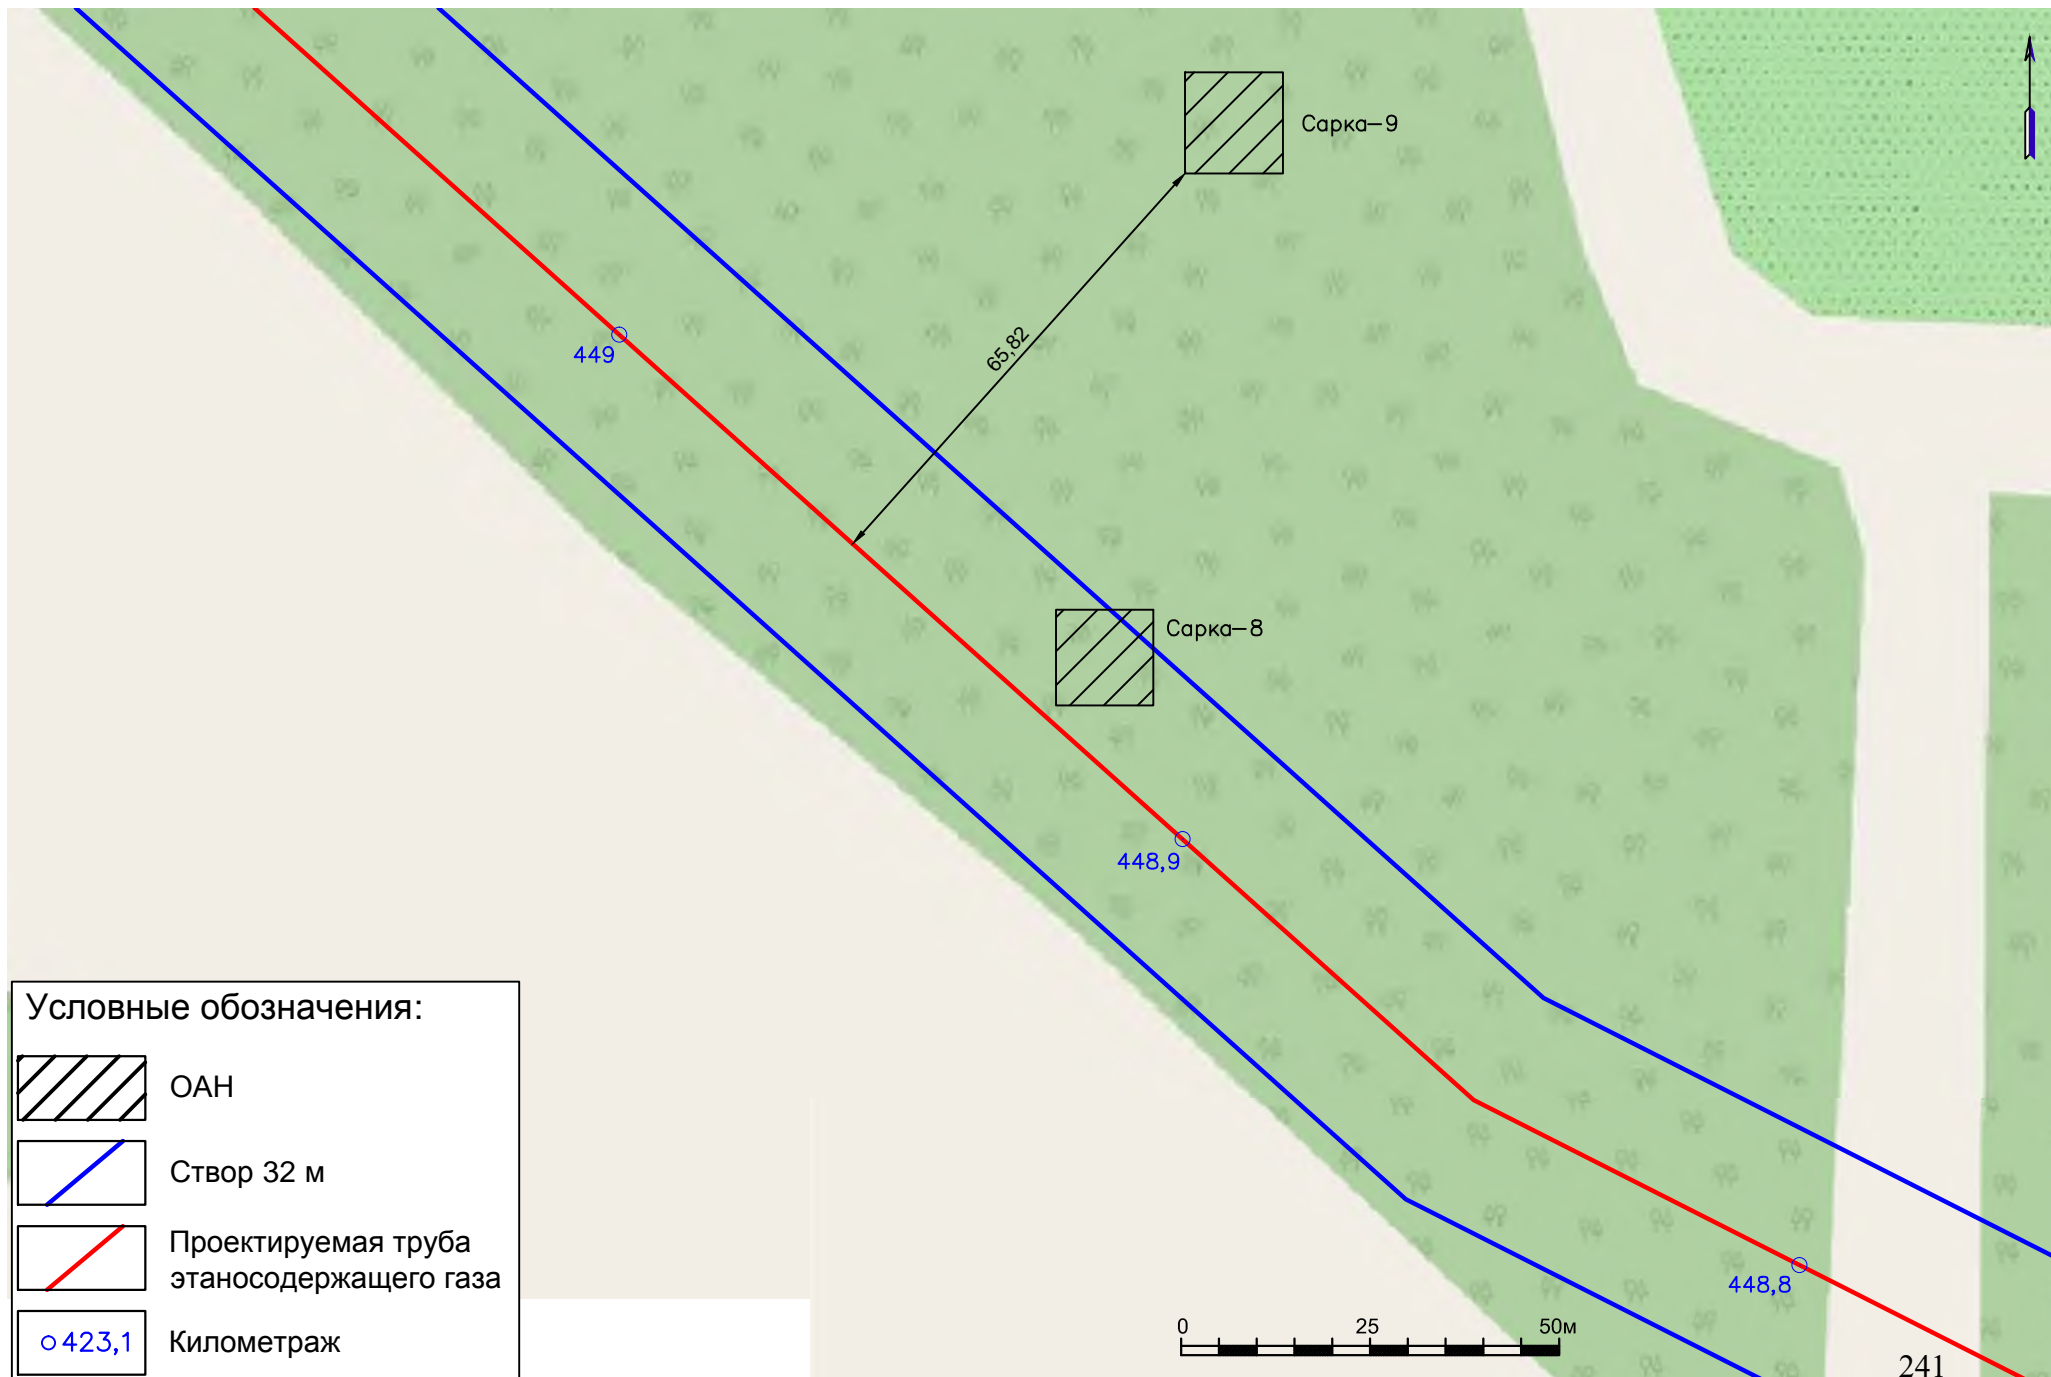 Сарка-9
65,82
449
Сарка-8
448,9
448,8
Условные обозначения:
ОАН
Створ 32 м
Проектируемая труба
этаносодержащего газа
423,1 Километраж
0 25 50м
241